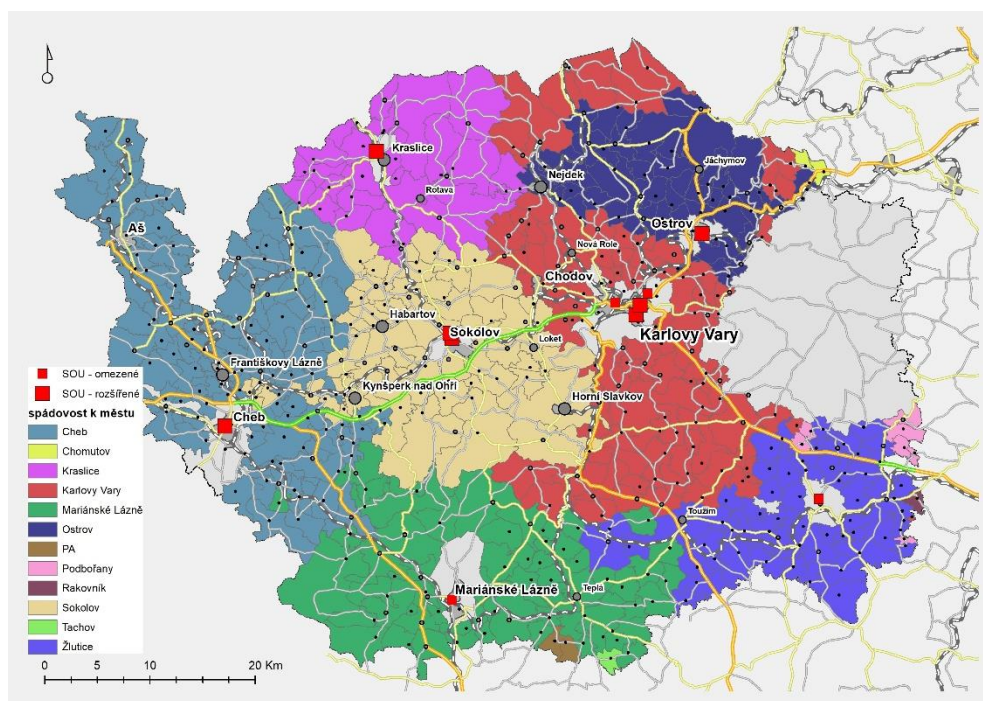 Kraslice
Rotava
Nejdek
Jáchymov
Ostrov
Nová Role
Chodov
Karlovy Vary
Aš
Habartov
Sokolov
Loket
Františkovy Lázně
Kynšperk nad Ohří
Horní Slavkov
Cheb
Toužim
Mariánské Lázně
Teplá
SOU - omezené
SOU - rozšířené
spádovost k městu
Cheb
Chomutov
Kraslice
Karlovy Vary
Mariánské Lázně
Ostrov
PA
Podbořany
Rakovník
Sokolov
Tachov
Žlutice
0 5 10 20 Km